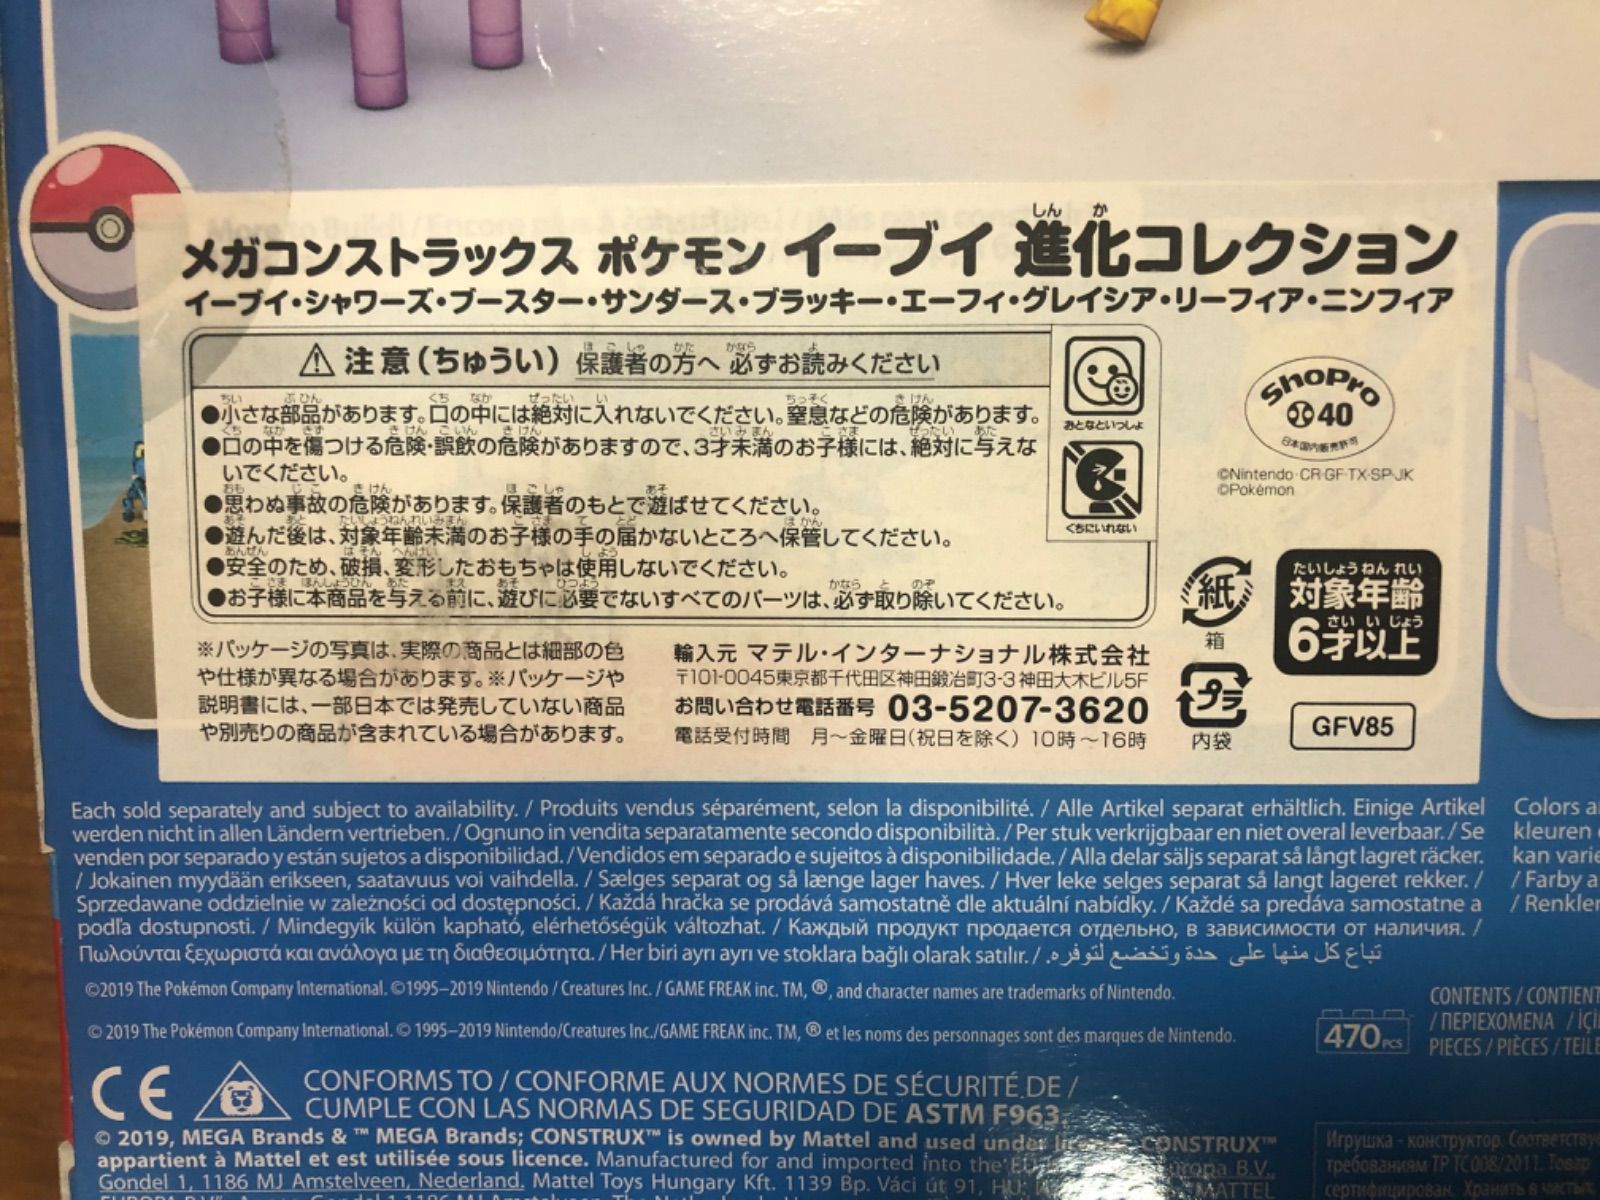 メガコンストラックス ポケモン イーブイ 進化コレクション
イーブイ・シャワーズ・ブースター・サンダース・ブラッキー・エーフィ・グレイシア・リーフィア・ニンフィア
注意(ちゅうい) 保護者の方へ 必ずお読みください
●小さな部品があります。口の中には絶対に入れないでください。窒息などの危険があります。
●口の中を傷つける危険・誤飲の危険がありますので、3才未満のお子様には、絶対に与えな
いでください。
●思わぬ事故の危険があります。保護者のもとで遊ばせてください。
●遊んだ後は、対象年齢未満のお子様の手の届かないところへ保管してください。
●安全のため、破損、変形したおもちゃは使用しないでください。
●お子様に本商品を与える前に、遊びに必要でないすべてのパーツは、必ず取り除いてください。
おとなといっしょ
くちにいれない
ShoPro
40
日本国内販売許可
©Nintendo・CR・GF・TX・SP・JK
©Pokémon
※パッケージの写真は、実際の商品とは細部の色
や仕様が異なる場合があります。※パッケージや
説明書には、一部日本では発売していない商品
や別売りの商品が含まれている場合があります。
輸入元 マテル・インターナショナル株式会社
〒101-0045東京都千代田区神田鍛冶町3-3 神田大木ビル5F
お問い合わせ電話番号 03-5207-3620
電話受付時間 月〜金曜日(祝日を除く) 10時〜16時
紙
箱
プラ
内袋
たいしょうねんれい
対象年齢
さいいじょう
6才以上
GFV85
Each sold separately and subject to availability. / Produits vendus séparément, selon la disponibilité. / Alle Artikel separat erhältlich. Einige Artikel
werden nicht in allen Ländern vertrieben. / Ognuno in vendita separatamente secondo disponibilità. / Per stuk verkrijgbaar en niet overal leverbaar. / Se
venden por separado y están sujetos a disponibilidad. / Vendidos em separado e sujeitos à disponibilidade. / Alla delar säljs separat så långt lagret räcker.
/ Jokainen myydään erikseen, saatavuus voi vaihdella. / Sælges separat og så længe lager haves. / Hver leke selges separat så langt lageret rekker. /
Sprzedawane oddzielnie w zależności od dostępności. / Každá hračka se prodává samostatně dle aktuální nabídky. / Každé sa predáva samostatne a
podľa dostupnosti. / Mindegyik külön kapható, elérhetőségük változhat. / Каждый продукт продается отдельно, в зависимости от наличия. /
Πωλούνται ξεχωριστά και ανάλογα με τη διαθεσιμότητα. / Her biri ayrı ayrı ve stoklara bağlı olarak satılır. / تباع كل منها على حدة وتخضع لتوفره.
Colors a
kleuren
kan varie
/ Farby a
/ Renkler
©2019 The Pokémon Company International. ©1995–2019 Nintendo / Creatures Inc. / GAME FREAK inc. TM, ®, and character names are trademarks of Nintendo.
© 2019 The Pokémon Company International. © 1995–2019 Nintendo/Creatures Inc./GAME FREAK inc. TM, ® et les noms des personnages sont des marques de Nintendo.
470 PCS
CONTENTS / CONTIENT
/ ΠΕΡΙΕΧΟΜΕΝΑ / İÇİ
PIECES / PIÈCES / TEILE
CE
CONFORMS TO / CONFORME AUX NORMES DE SÉCURITÉ DE /
CUMPLE CON LAS NORMAS DE SEGURIDAD DE ASTM F963.
© 2019, MEGA Brands & ™ MEGA Brands; CONSTRUX™ is owned by Mattel and used under CONSTRUX™
appartient à Mattel et est utilisée sous licence. Manufactured for and imported into the Europa B.V.,
Gondel 1, 1186 MJ Amstelveen, Nederland. Mattel Toys Hungary Kft. 1139 Bp. Váci út 91, MATTEL
Игрушка - конструктор. Соответствуе
требованиям ТР ТС 008/2011. Товар
сертифицирован. Хранить в чистых,